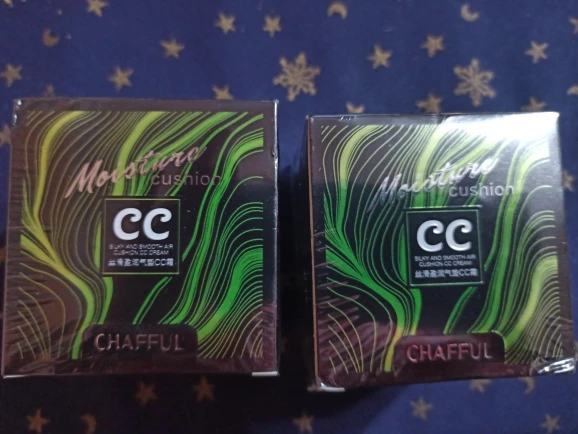 Moisture
cushion
CC
SILKY AND SMOOTH AIR
CUSHION CC CREAM
丝滑盈润气垫CC霜
CHAFFUL
Moisture
cushion
CC
SILKY AND SMOOTH AIR
CUSHION CC CREAM
丝滑盈润气垫CC霜
CHAFFUL